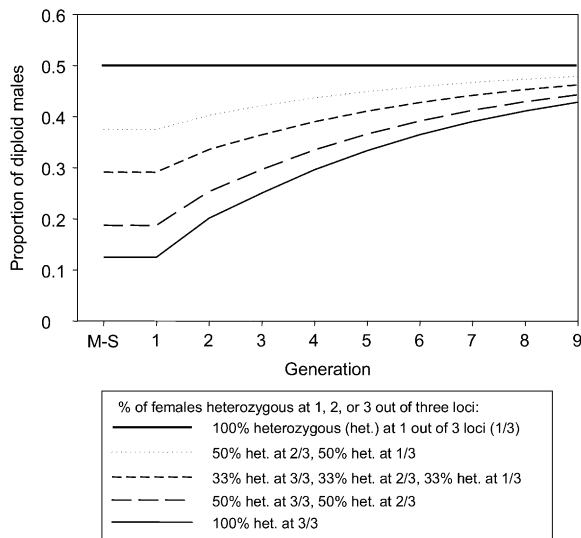 0.6
0.5
0.4
0.3
0.2
0.1
0
Proportion of diploid males
M-S 1 2 3 4 5 6 7 8 9
Generation
% of females heterozygous at 1, 2, or 3 out of three loci:
100% heterozygous (het.) at 1 out of 3 loci (1/3)
50% het. at 2/3, 50% het. at 1/3
33% het. at 3/3, 33% het. at 2/3, 33% het. at 1/3
50% het. at 3/3, 50% het. at 2/3
100% het. at 3/3